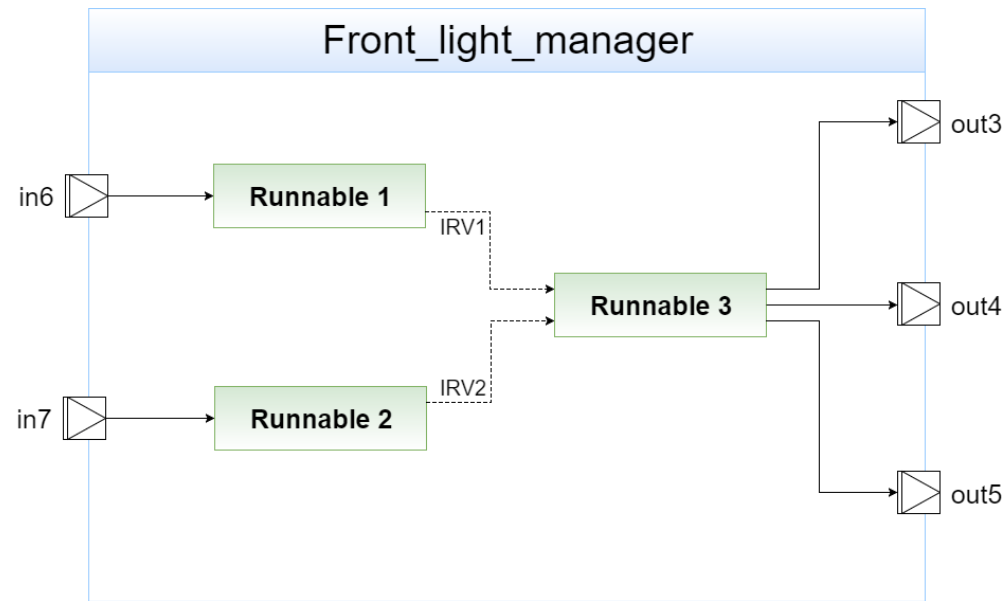 Front_light_manager
out3
in6
Runnable 1
IRV1
Runnable 3
out4
IRV2
in7
Runnable 2
out5